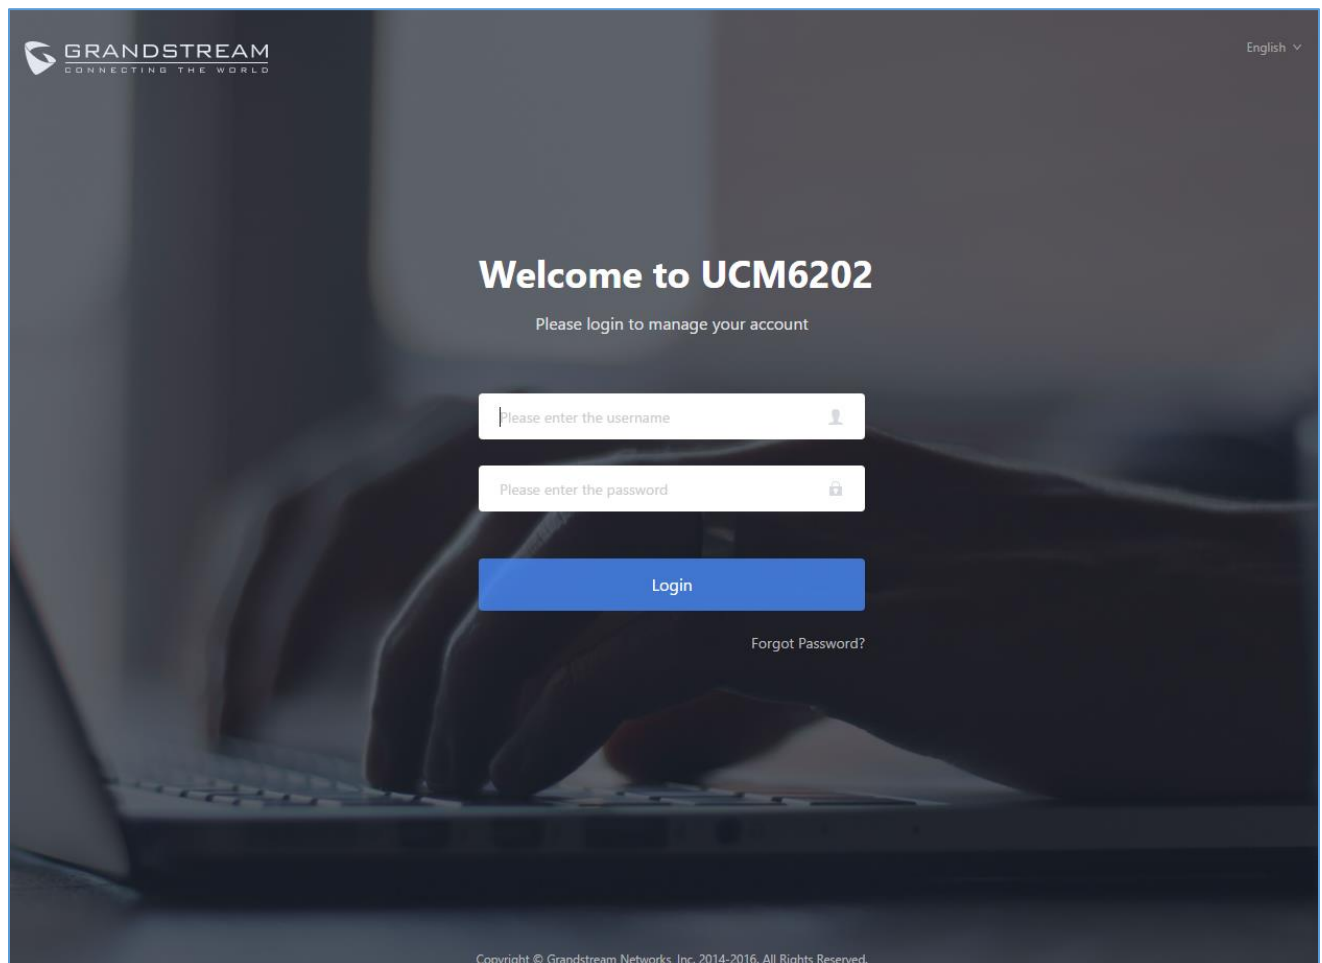 GRANDSTREAM
CONNECTING THE WORLD
English
Welcome to UCM6202
Please login to manage your account
Please enter the username
Please enter the password
Login
Forgot Password?
Copyright © Grandstream Networks, Inc. 2014-2016. All Rights Reserved.